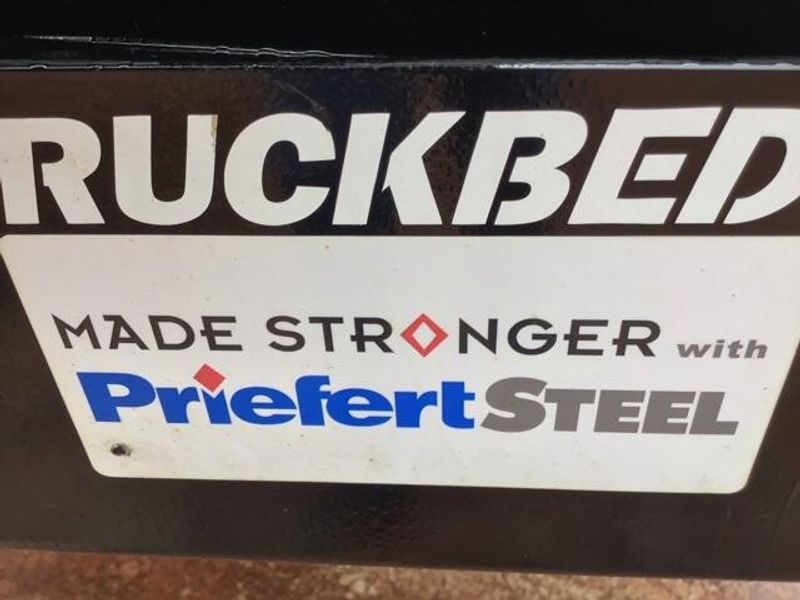 RUCKBED
MADE STRONGER with
Priefert STEEL